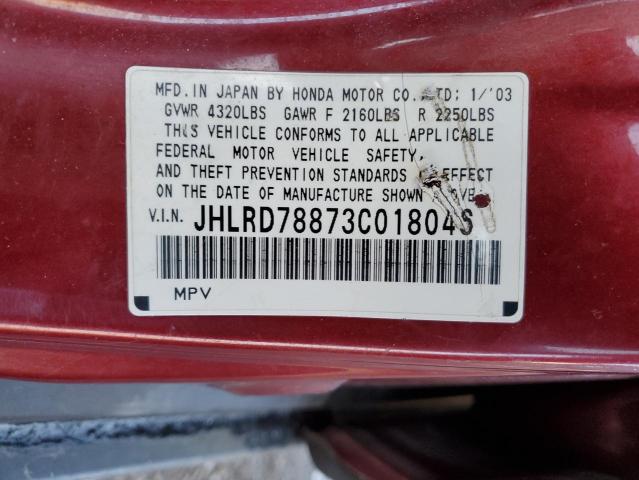 MFD. IN JAPAN BY HONDA MOTOR CO., LTD; 1/'03
GVWR 4320LBS GAWR F 2160LBS R 2250LBS
THIS VEHICLE CONFORMS TO ALL APPLICABLE
FEDERAL MOTOR VEHICLE SAFETY,
AND THEFT PREVENTION STANDARDS IN EFFECT
ON THE DATE OF MANUFACTURE SHOWN ABOVE.
V.I.N. JHLRD78873C018046
MPV